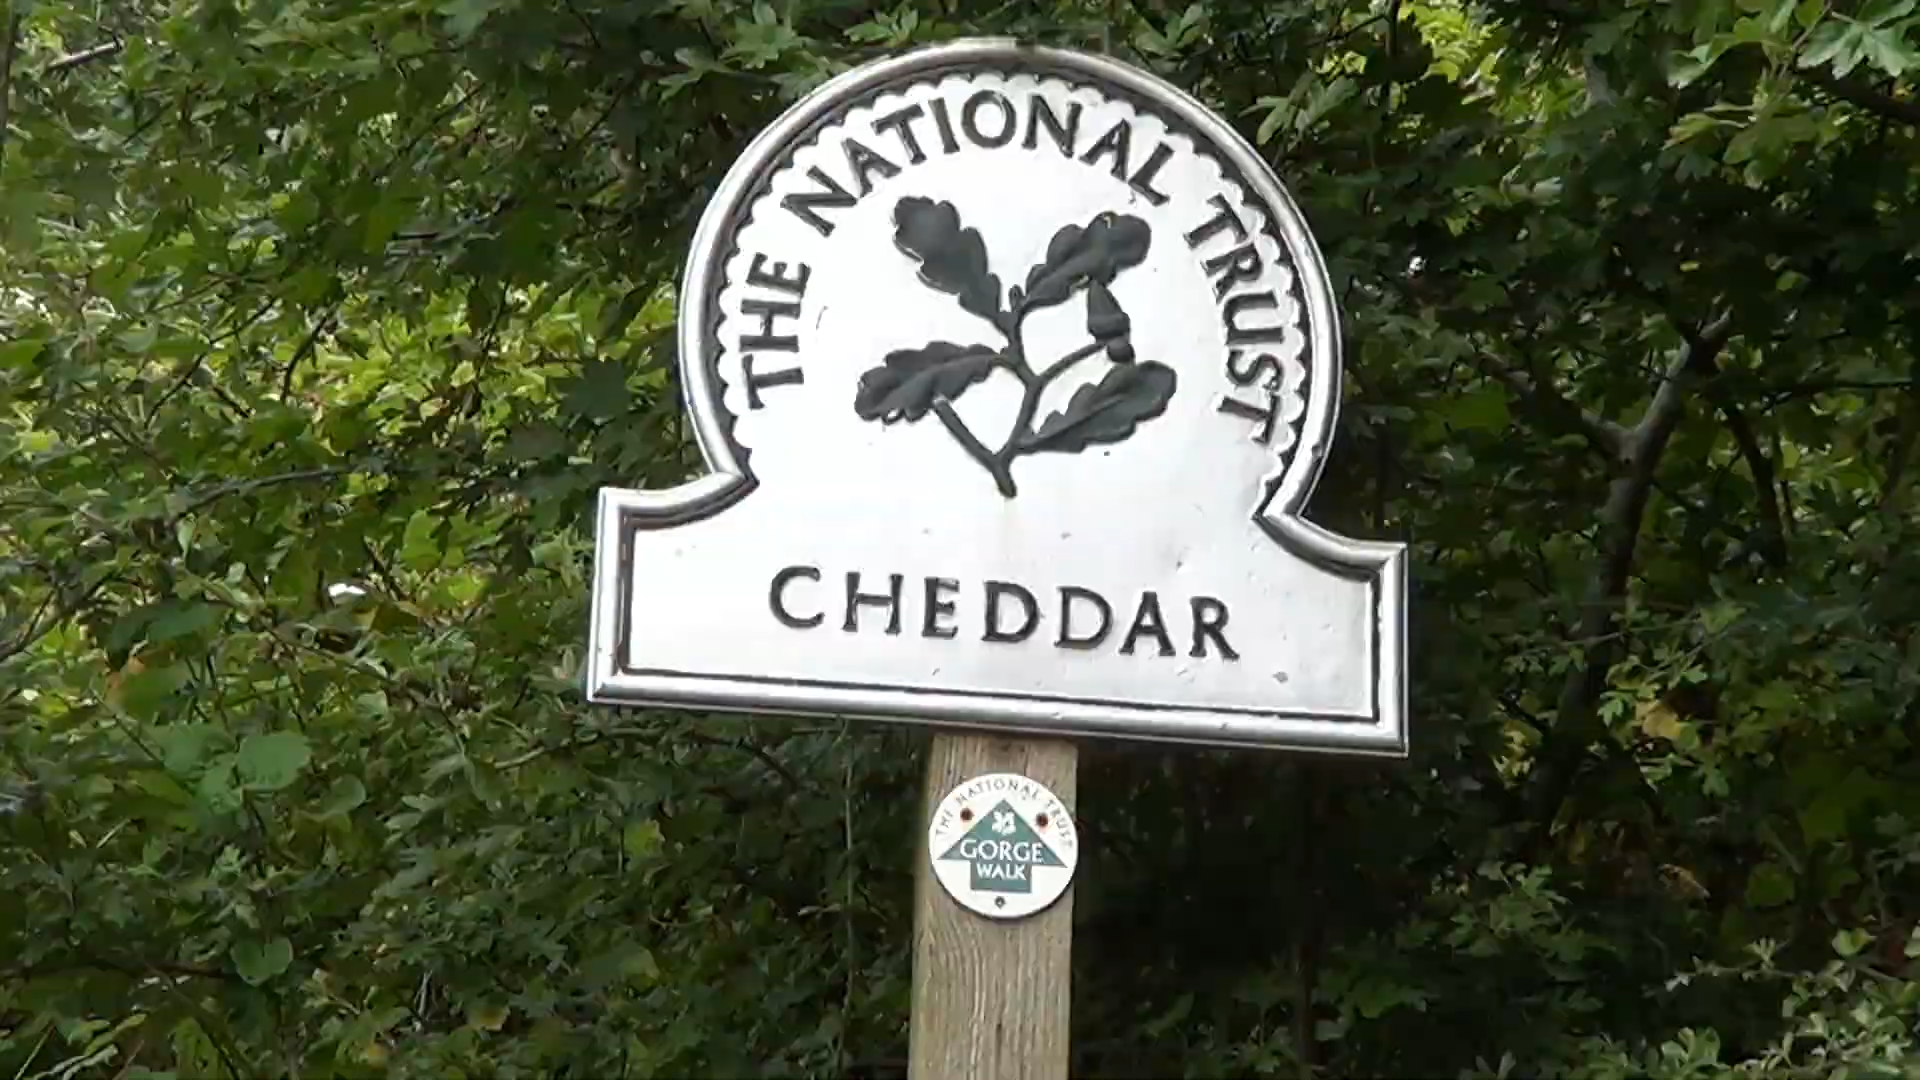 THE NATIONAL TRUST
CHEDDAR
THE NATIONAL TRUST
GORGE
WALK